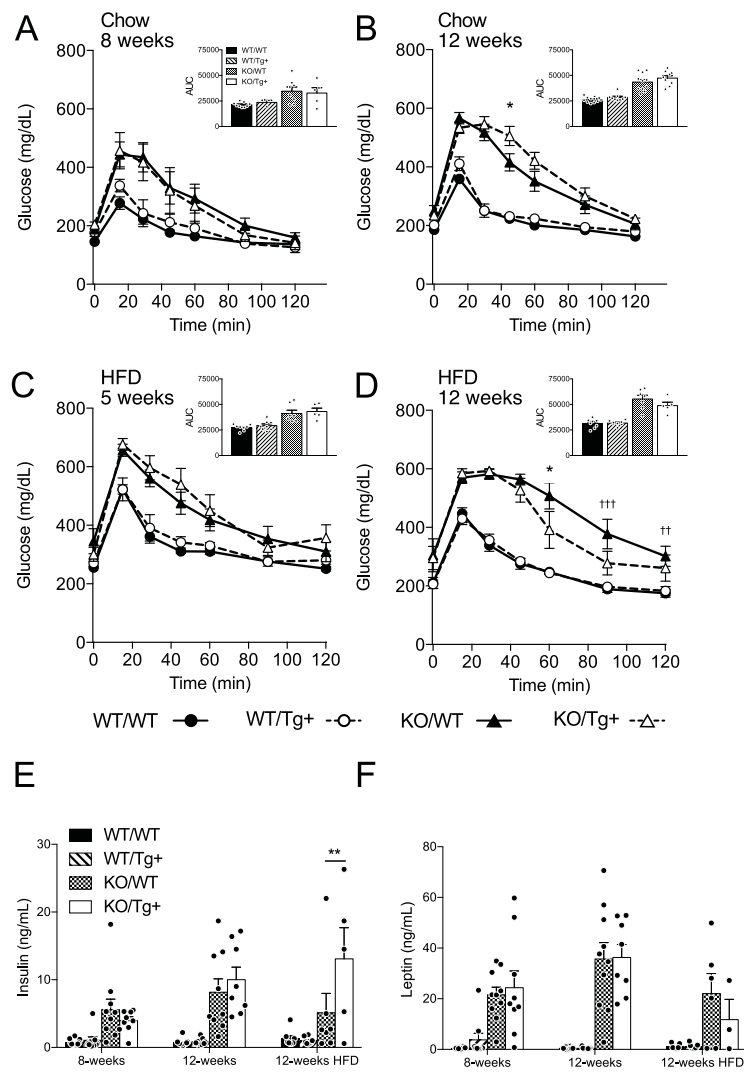 A
Chow
8 weeks
800
600
400
200
0
Glucose (mg/dL)
0 20 40 60 80 100 120
Time (min)
75000
50000
25000
0
AUC
WT/WT
WT/Tg+
KO/WT
KO/Tg+
B
Chow
12 weeks
800
600
400
200
0
Glucose (mg/dL)
*
0 20 40 60 80 100 120
Time (min)
75000
50000
25000
0
AUC
C
HFD
5 weeks
800
600
400
200
0
Glucose (mg/dL)
0 20 40 60 80 100 120
Time (min)
75000
50000
25000
0
AUC
D
HFD
12 weeks
800
600
400
200
0
Glucose (mg/dL)
*
†††
††
0 20 40 60 80 100 120
Time (min)
75000
50000
25000
0
AUC
WT/WT WT/Tg+ KO/WT KO/Tg+
E
30
20
10
0
Insulin (ng/mL)
WT/WT
WT/Tg+
KO/WT
KO/Tg+
**
8-weeks 12-weeks 12-weeks HFD
F
80
60
40
20
0
Leptin (ng/mL)
8-weeks 12-weeks 12-weeks HFD